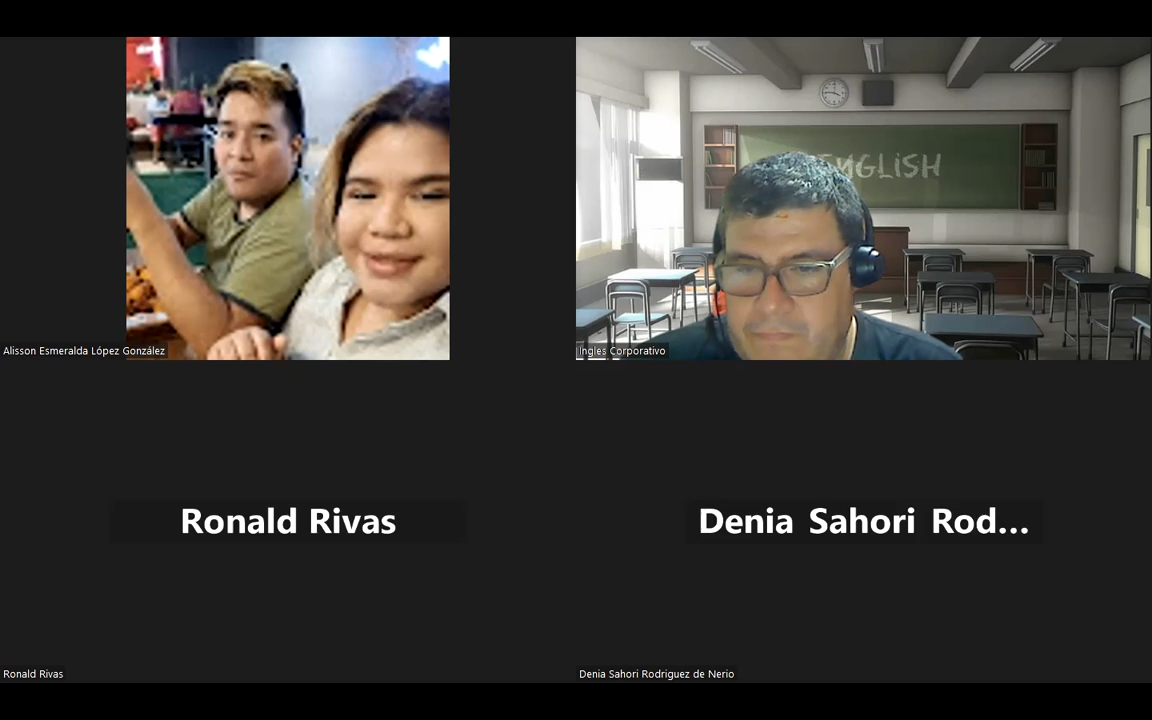 ENGLISH
Alisson Esmeralda López González
Ingles Corporativo
Ronald Rivas
Denia Sahori Rod...
Ronald Rivas
Denia Sahori Rodriguez de Nerio